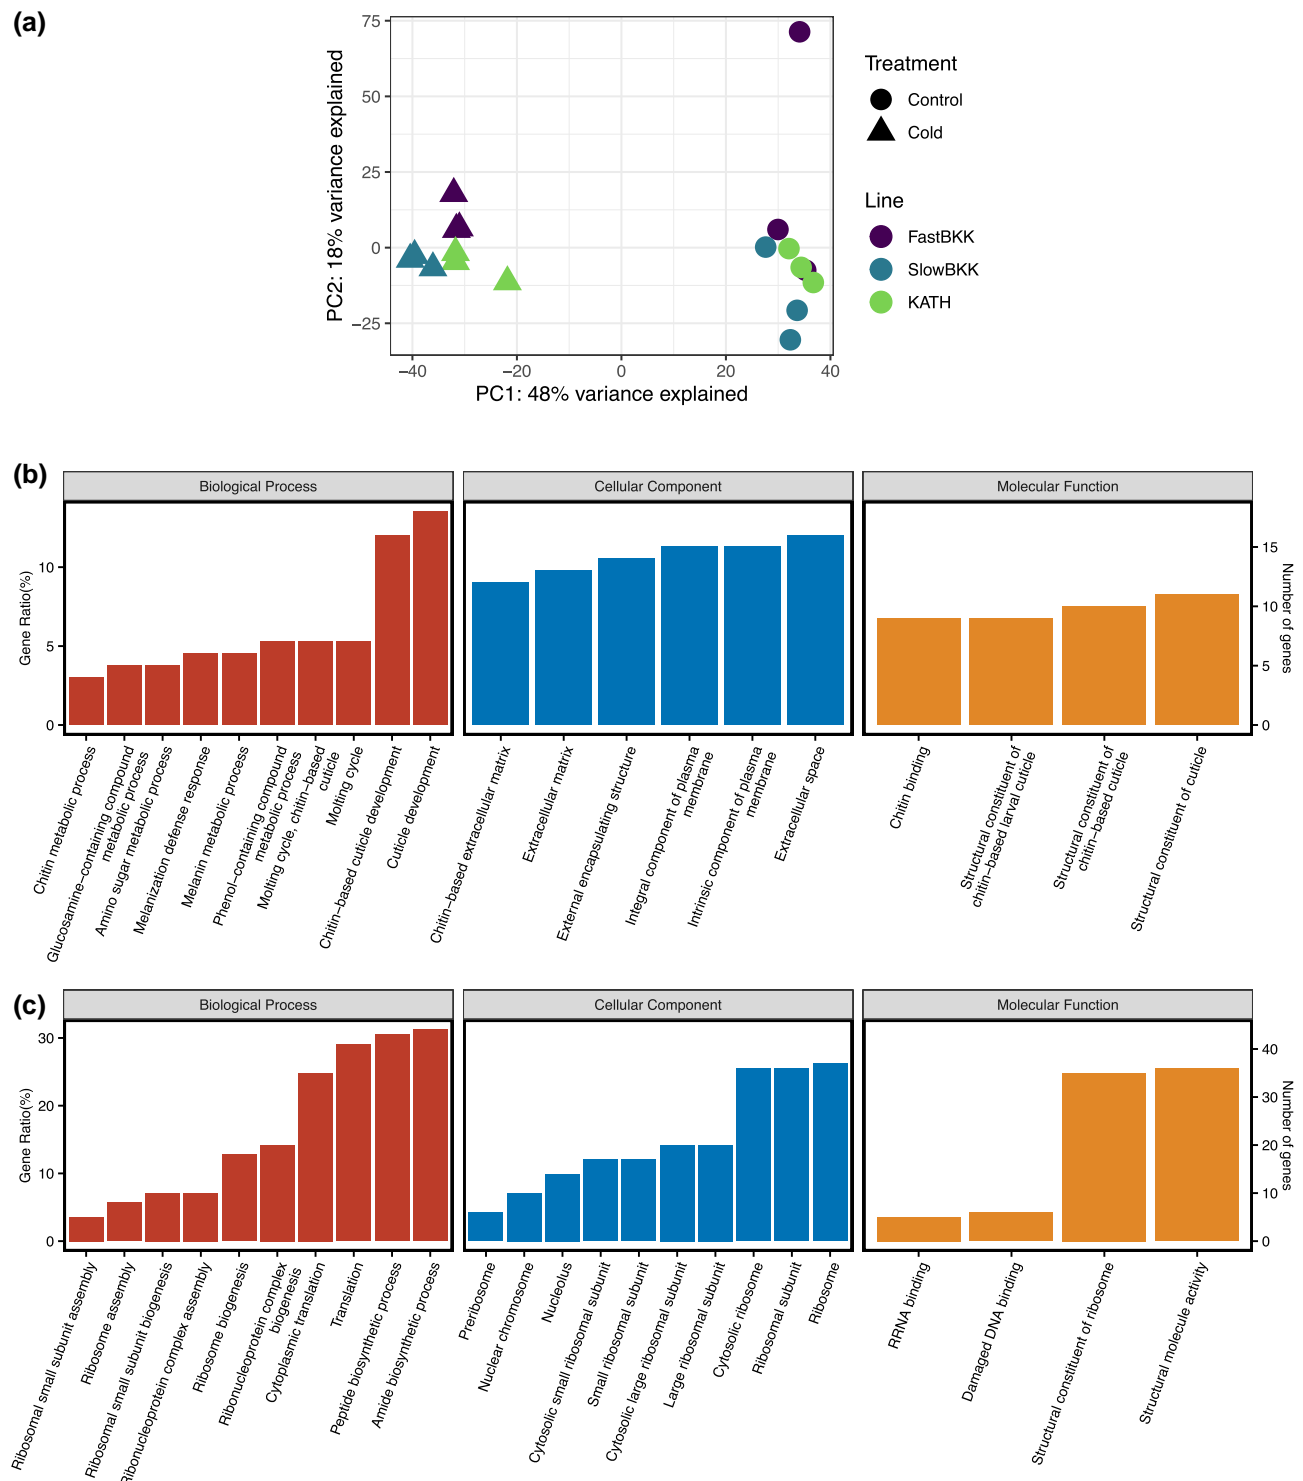 (a)
75
50
25
0
−25
PC2: 18% variance explained
−40
−20
0
20
40
PC1: 48% variance explained
Treatment
Control
Cold
Line
FastBKK
SlowBKK
KATH
(b)
Biological Process
Cellular Component
Molecular Function
Gene Ratio(%)
10
5
0
15
10
5
0
Number of genes
Chitin metabolic process
Glucosamine−containing compound
metabolic process
Amino sugar metabolic process
Melanization defense response
Melanin metabolic process
Phenol−containing compound
metabolic process
Molting cycle, chitin−based
cuticle
Molting cycle
Chitin−based cuticle development
Cuticle development
Chitin−based extracellular matrix
Extracellular matrix
External encapsulating structure
Integral component of plasma
membrane
Intrinsic component of plasma
membrane
Extracellular space
Chitin binding
Structural constituent of
chitin−based larval cuticle
Structural constituent of
chitin−based cuticle
Structural constituent of cuticle
(c)
Biological Process
Cellular Component
Molecular Function
Gene Ratio(%)
30
20
10
0
40
30
20
10
0
Number of genes
Ribosomal small subunit assembly
Ribosome assembly
Ribosomal small subunit biogenesis
Ribonucleoprotein complex assembly
Ribosome biogenesis
Ribonucleoprotein complex
biogenesis
Cytoplasmic translation
Translation
Peptide biosynthetic process
Amide biosynthetic process
Preribosome
Nuclear chromosome
Nucleolus
Cytosolic small ribosomal subunit
Small ribosomal subunit
Cytosolic large ribosomal subunit
Large ribosomal subunit
Cytosolic ribosome
Ribosomal subunit
Ribosome
RRNA binding
Damaged DNA binding
Structural constituent of ribosome
Structural molecule activity